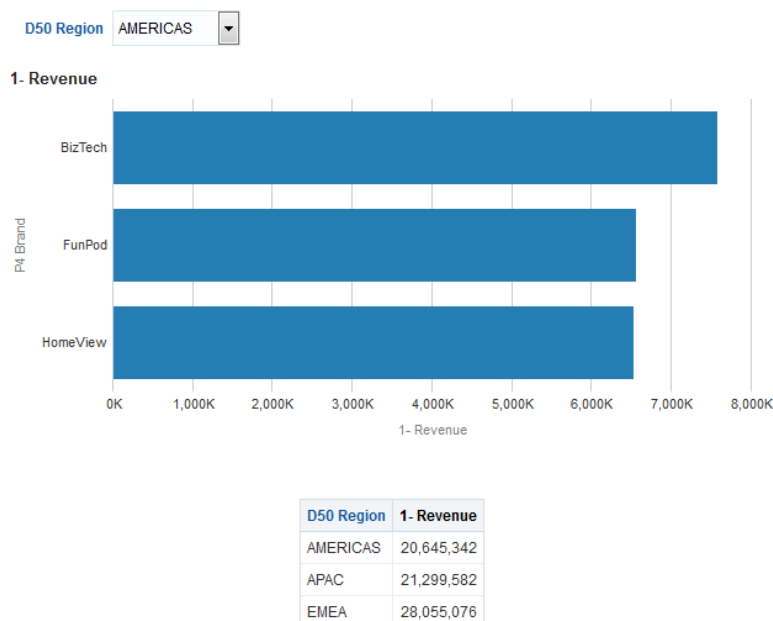 D50 Region AMERICAS
1- Revenue
P4 Brand
BizTech
FunPod
HomeView
0K 1,000K 2,000K 3,000K 4,000K 5,000K 6,000K 7,000K 8,000K
1- Revenue
D50 Region 1- Revenue
AMERICAS 20,645,342
APAC 21,299,582
EMEA 28,055,076